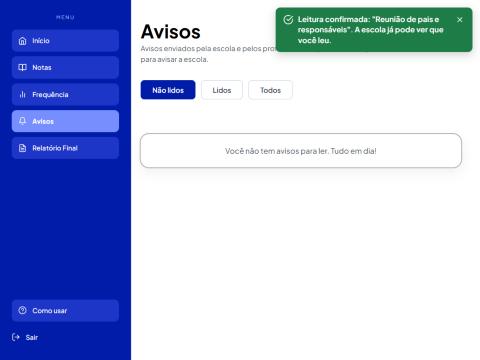 MENU
Início
Notas
Frequência
Avisos
Relatório Final
Como usar
Sair
Avisos
Avisos enviados pela escola e pelos
para avisar a escola.
Não lidos
Lidos
Todos
Você não tem avisos para ler. Tudo em dia!
Leitura confirmada: "Reunião de pais e
responsáveis". A escola já pode ver que
você leu.